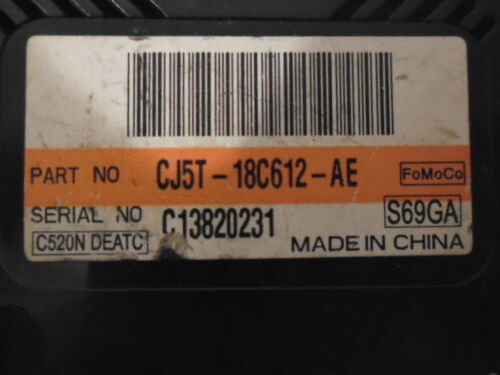 PART NO CJ5T-18C612-AE FoMoCo
SERIAL NO C13820231 S69GA
C520N DEATC MADE IN CHINA